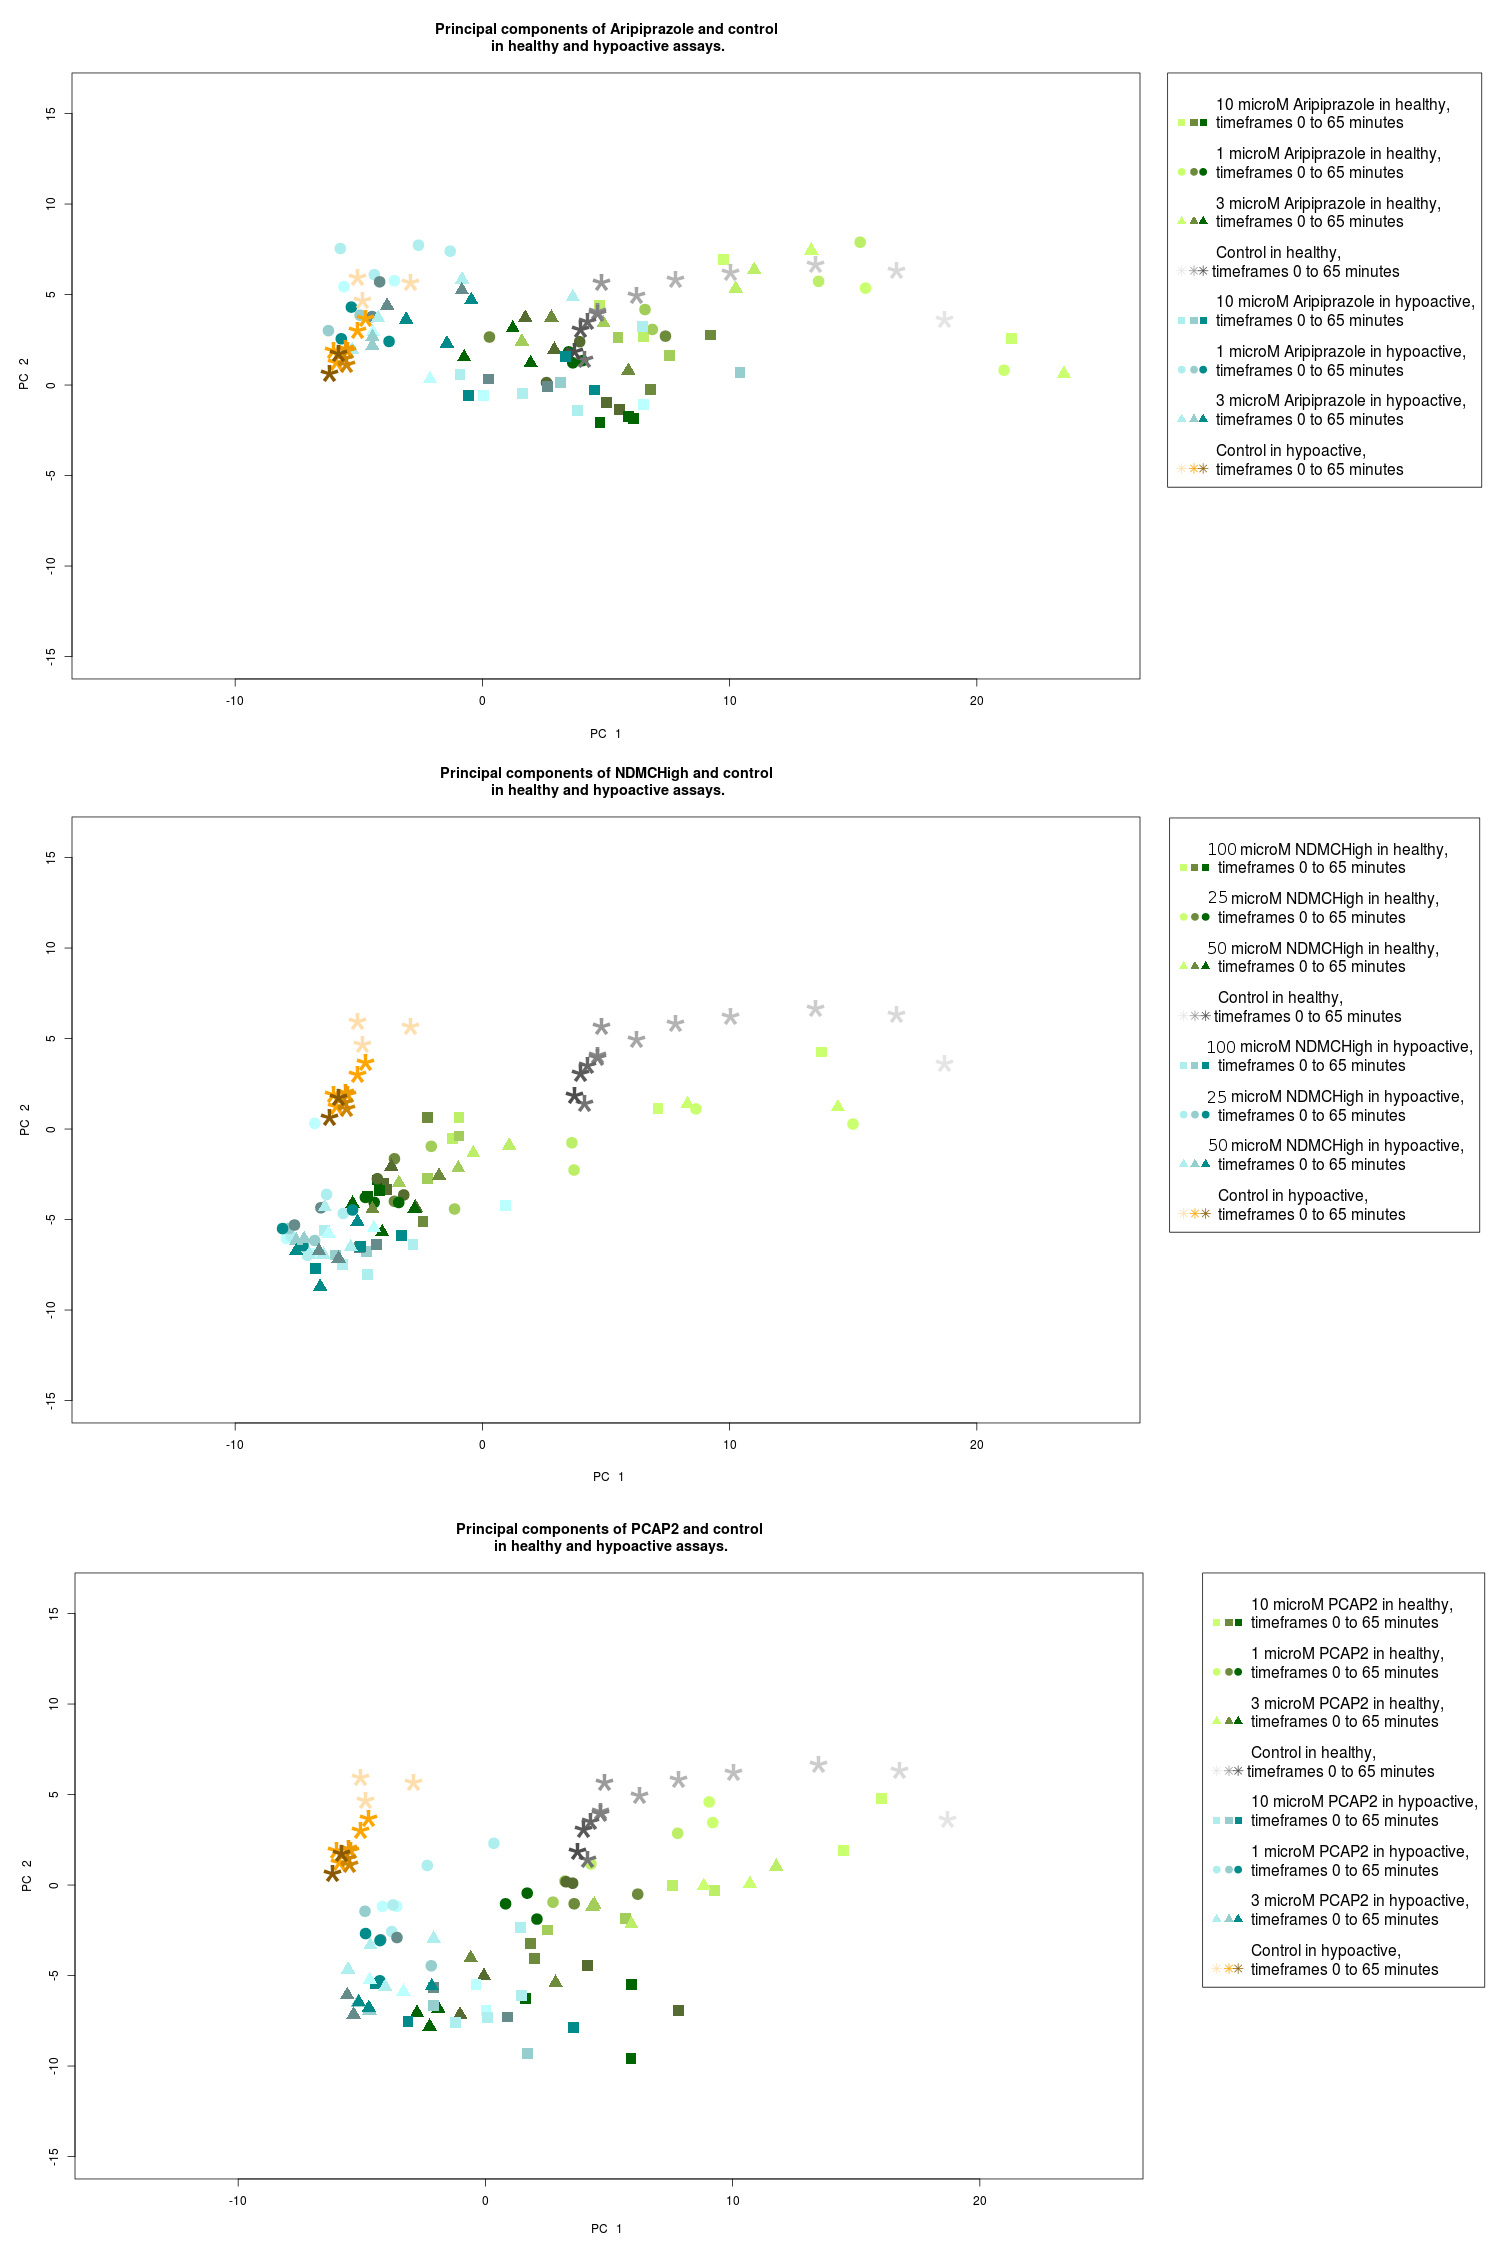 Principal components of Aripiprazole and control
in healthy and hypoactive assays.
15
10
5
0
-5
-10
-15
PC 2
-10
0
10
20
PC 1
10 microM Aripiprazole in healthy,
timeframes 0 to 65 minutes
1 microM Aripiprazole in healthy,
timeframes 0 to 65 minutes
3 microM Aripiprazole in healthy,
timeframes 0 to 65 minutes
Control in healthy,
timeframes 0 to 65 minutes
10 microM Aripiprazole in hypoactive,
timeframes 0 to 65 minutes
1 microM Aripiprazole in hypoactive,
timeframes 0 to 65 minutes
3 microM Aripiprazole in hypoactive,
timeframes 0 to 65 minutes
Control in hypoactive,
timeframes 0 to 65 minutes
Principal components of NDMCHigh and control
in healthy and hypoactive assays.
15
10
5
0
-5
-10
-15
PC 2
-10
0
10
20
PC 1
100 microM NDMCHigh in healthy,
timeframes 0 to 65 minutes
25 microM NDMCHigh in healthy,
timeframes 0 to 65 minutes
50 microM NDMCHigh in healthy,
timeframes 0 to 65 minutes
Control in healthy,
timeframes 0 to 65 minutes
100 microM NDMCHigh in hypoactive,
timeframes 0 to 65 minutes
25 microM NDMCHigh in hypoactive,
timeframes 0 to 65 minutes
50 microM NDMCHigh in hypoactive,
timeframes 0 to 65 minutes
Control in hypoactive,
timeframes 0 to 65 minutes
Principal components of PCAP2 and control
in healthy and hypoactive assays.
15
10
5
0
-5
-10
-15
PC 2
-10
0
10
20
PC 1
10 microM PCAP2 in healthy,
timeframes 0 to 65 minutes
1 microM PCAP2 in healthy,
timeframes 0 to 65 minutes
3 microM PCAP2 in healthy,
timeframes 0 to 65 minutes
Control in healthy,
timeframes 0 to 65 minutes
10 microM PCAP2 in hypoactive,
timeframes 0 to 65 minutes
1 microM PCAP2 in hypoactive,
timeframes 0 to 65 minutes
3 microM PCAP2 in hypoactive,
timeframes 0 to 65 minutes
Control in hypoactive,
timeframes 0 to 65 minutes